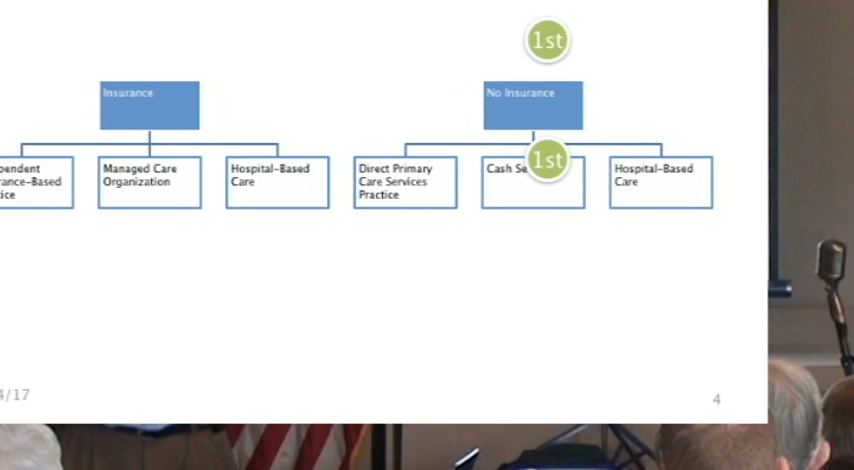 1st
Insurance
No Insurance
pendent
rance-Based
ice
Managed Care
Organization
Hospital-Based
Care
Direct Primary
Care Services
Practice
Cash Se
1st
Hospital-Based
Care
4/17
4